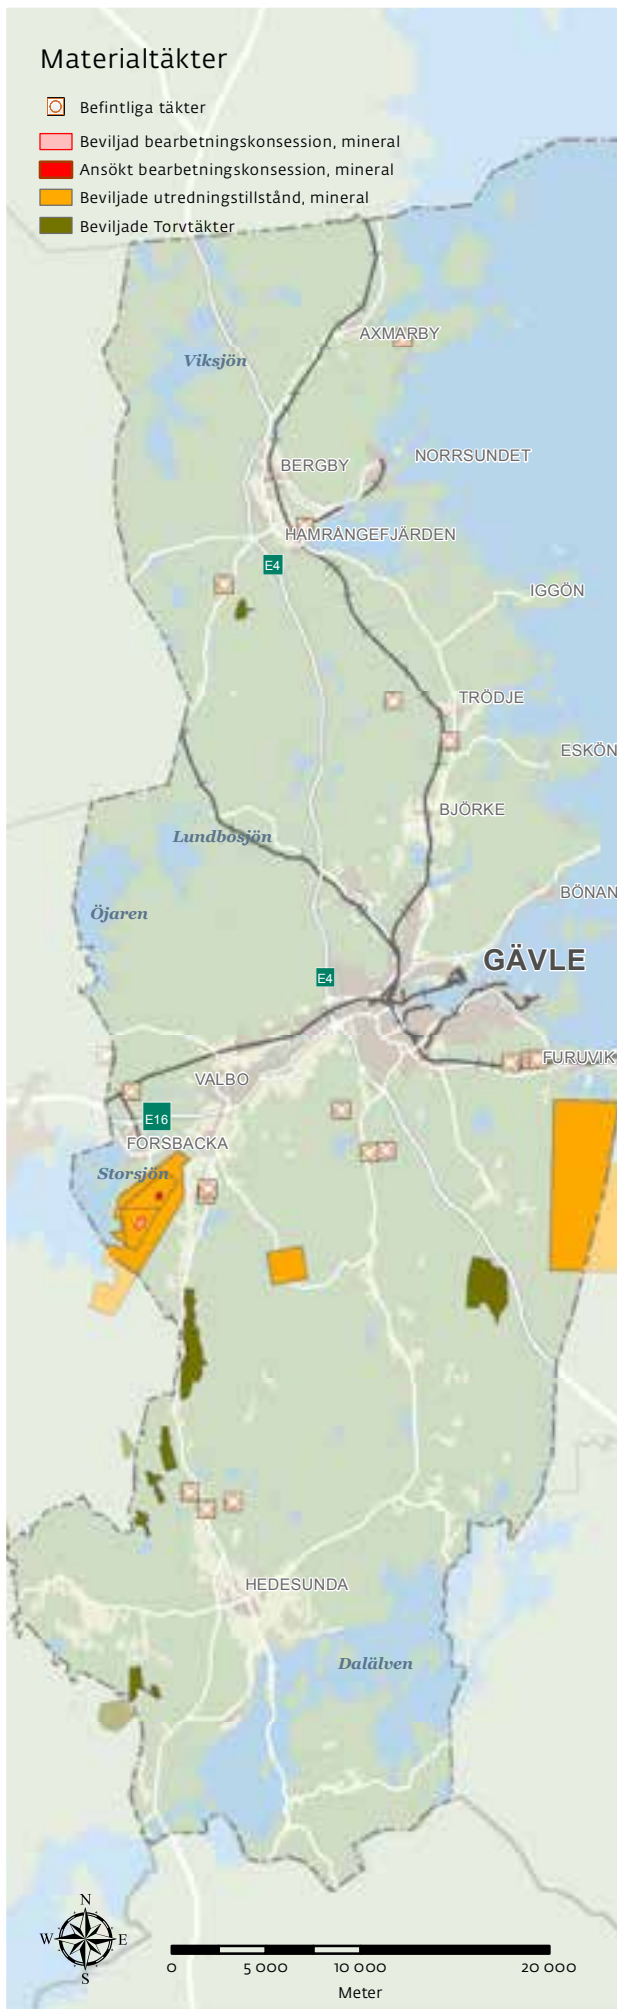 Materialtäkter
Befintliga täkter
Beviljad bearbetningskonsession, mineral
Ansökt bearbetningskonsession, mineral
Beviljade utredningstillstånd, mineral
Beviljade Torvtäkter
AXMARBY
Viksjön
BERGBY
NORRSUNDET
HAMRÅNGEFJÄRDEN
E4
IGGÖN
TRÖDJE
ESKÖN
BJÖRKE
Lundbosjön
BÖNAN
Öjaren
GÄVLE
E4
FURUVIK
VALBO
E16
FORSBACKA
Storsjön
HEDESUNDA
Dalälven
N
W E
S
0 5 000 10 000 20 000
Meter